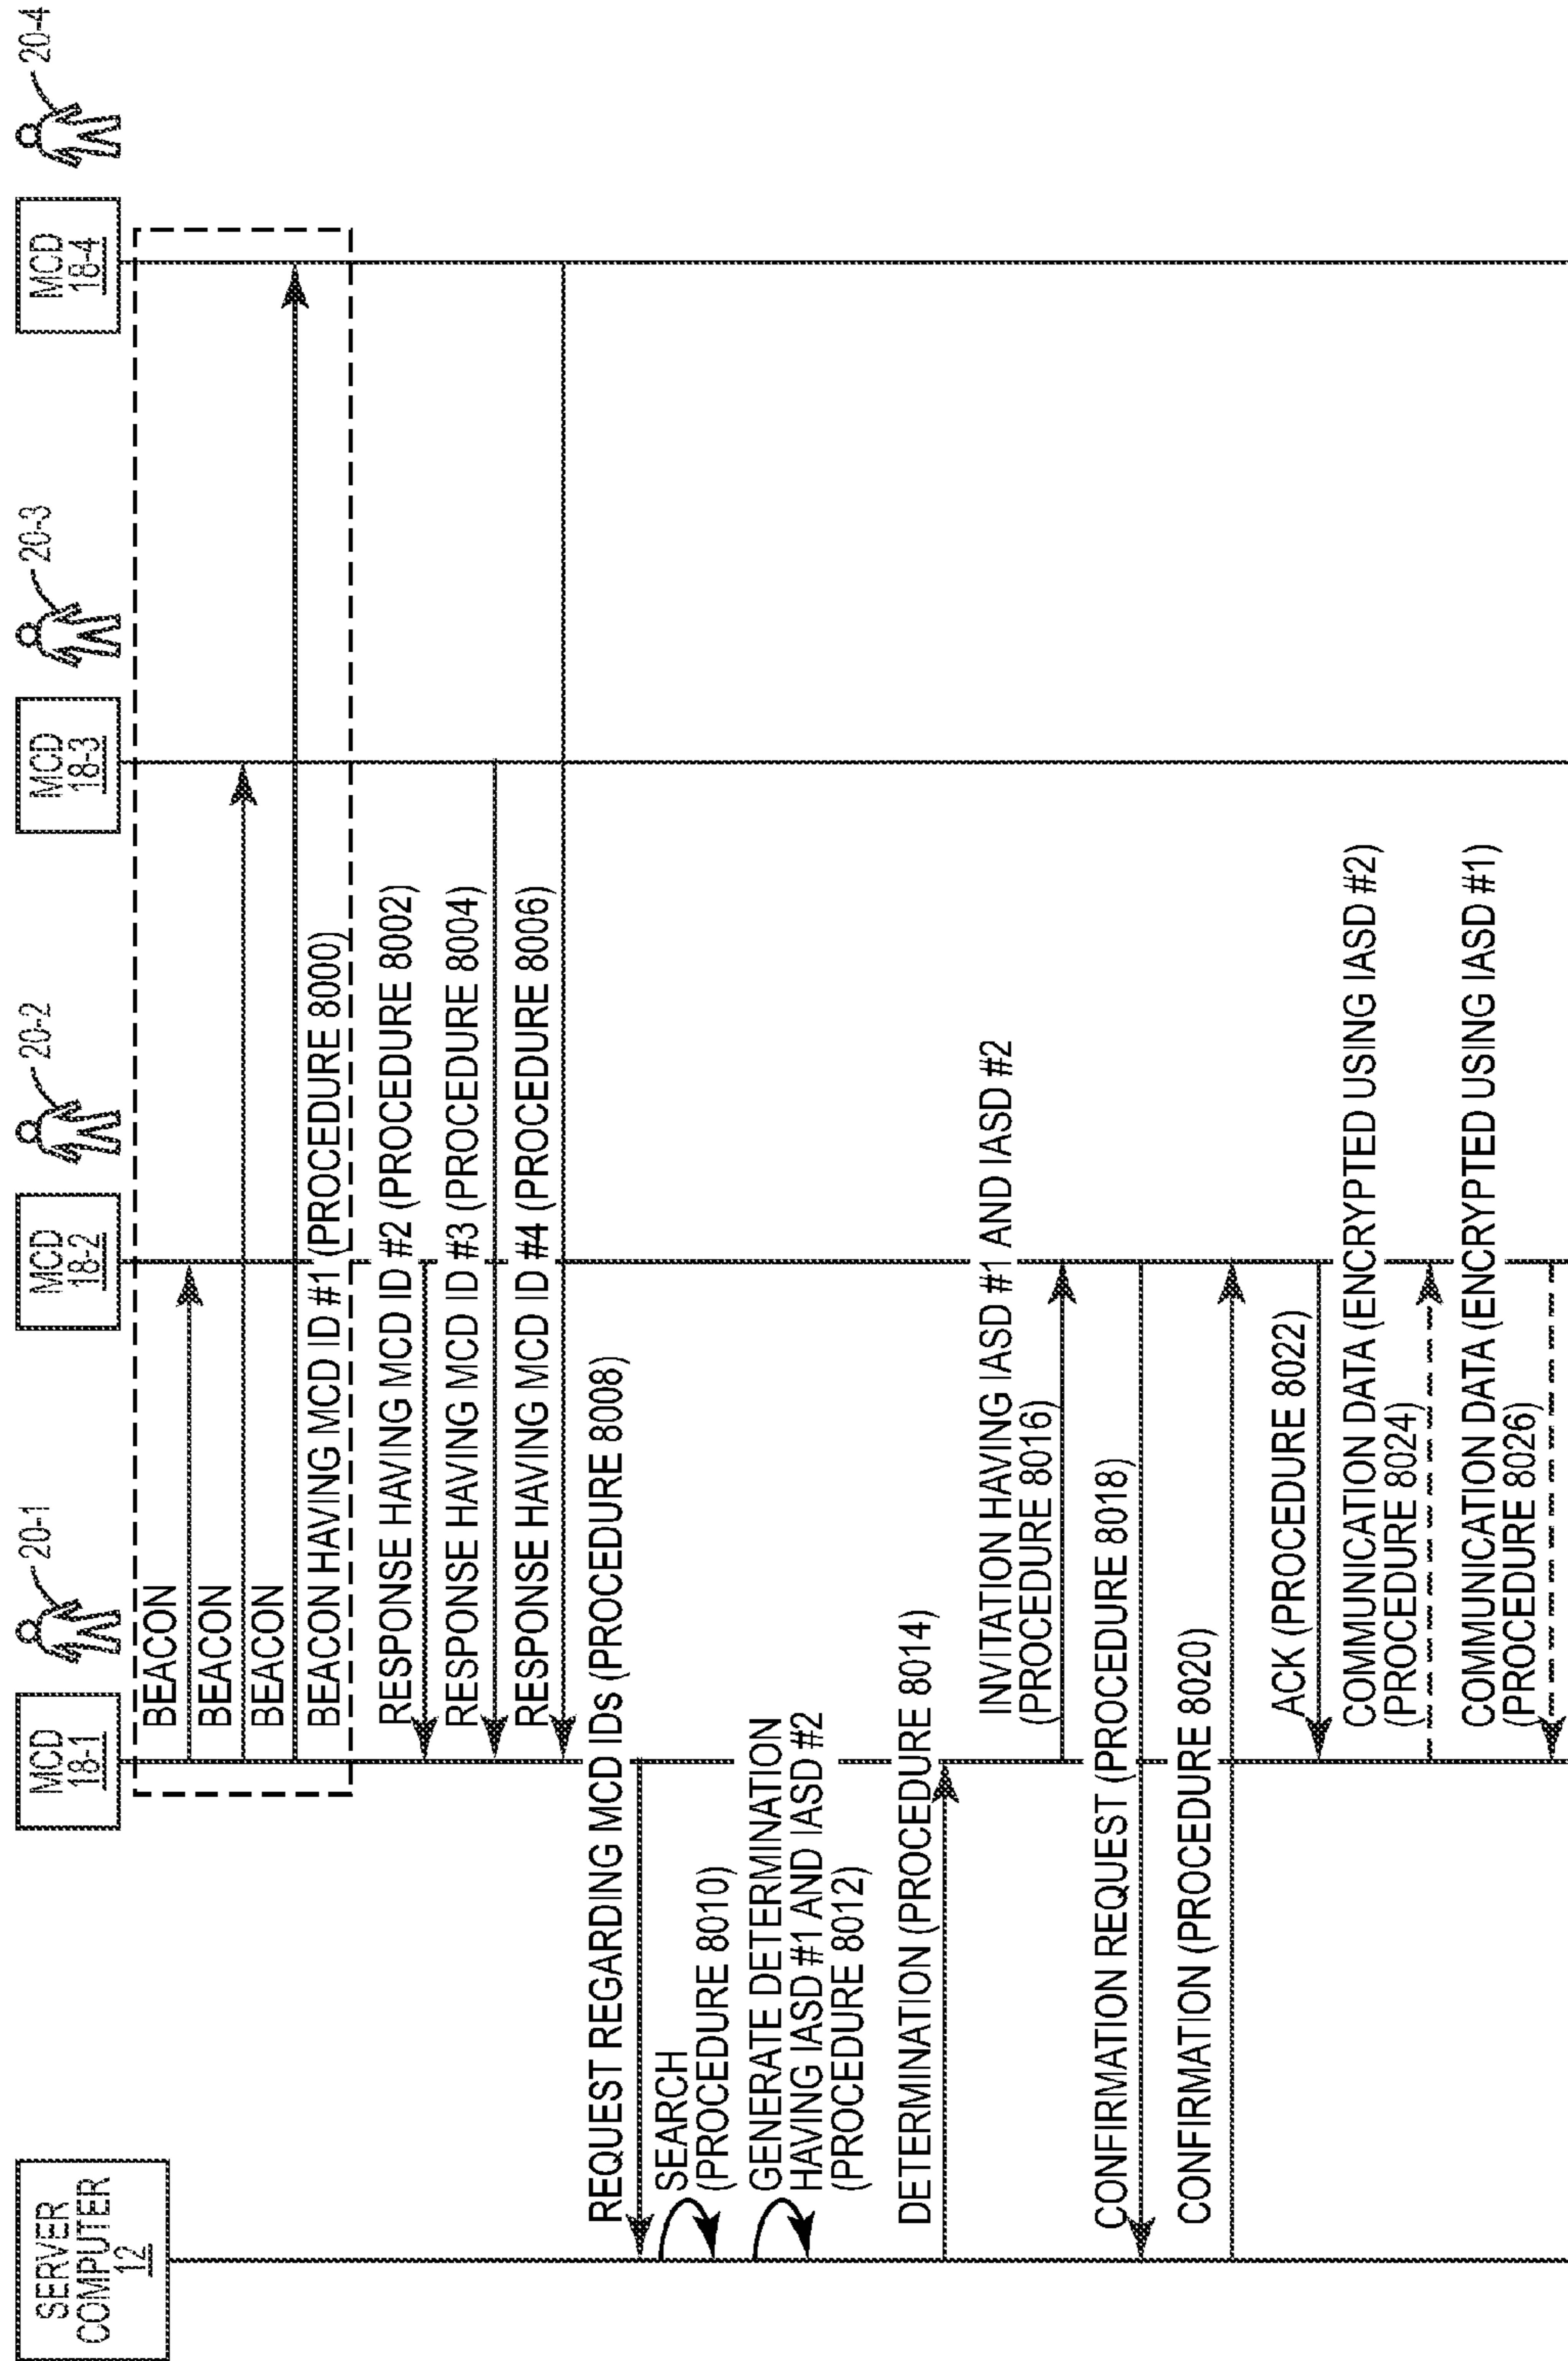 SERVER
COMPUTER
12
MCD
18-1
20-1
MCD
18-2
20-2
MCD
18-3
20-3
MCD
18-4
20-4
BEACON
BEACON
BEACON
BEACON HAVING MCD ID #1 (PROCEDURE 8000)
RESPONSE HAVING MCD ID #2 (PROCEDURE 8002)
RESPONSE HAVING MCD ID #3 (PROCEDURE 8004)
RESPONSE HAVING MCD ID #4 (PROCEDURE 8006)
REQUEST REGARDING MCD IDs (PROCEDURE 8008)
SEARCH
(PROCEDURE 8010)
GENERATE DETERMINATION
HAVING IASD #1 AND IASD #2
(PROCEDURE 8012)
DETERMINATION (PROCEDURE 8014)
INVITATION HAVING IASD #1 AND IASD #2
(PROCEDURE 8016)
CONFIRMATION REQUEST (PROCEDURE 8018)
CONFIRMATION (PROCEDURE 8020)
ACK (PROCEDURE 8022)
COMMUNICATION DATA (ENCRYPTED USING IASD #2)
(PROCEDURE 8024)
COMMUNICATION DATA (ENCRYPTED USING IASD #1)
(PROCEDURE 8026)